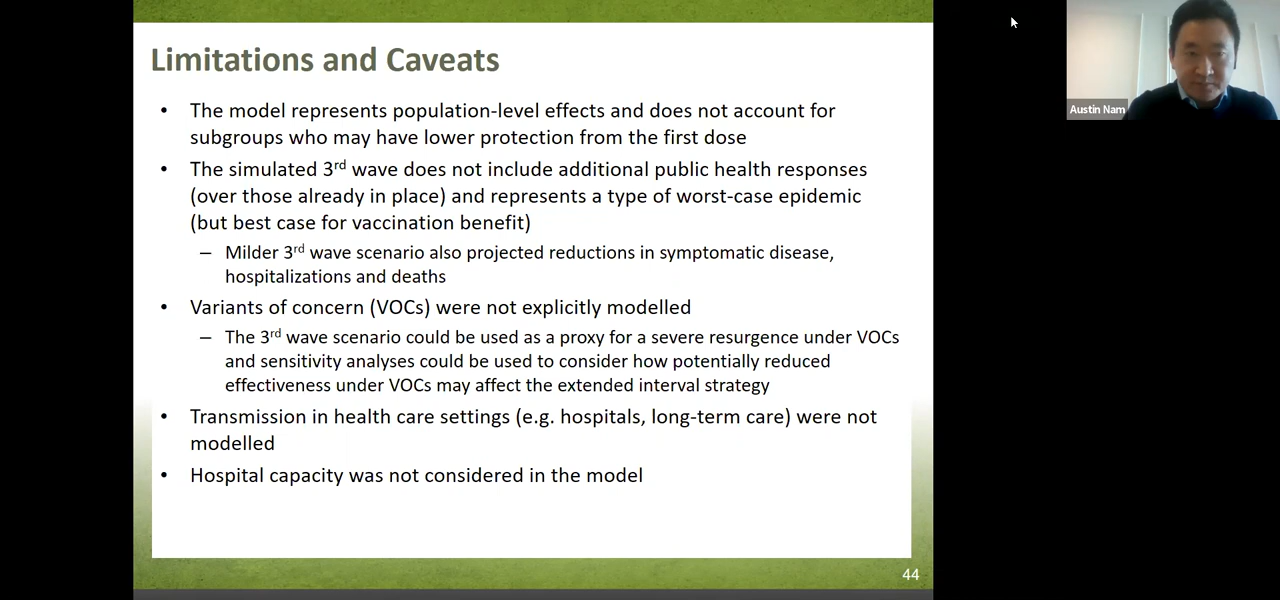 Limitations and Caveats
• The model represents population-level effects and does not account for
subgroups who may have lower protection from the first dose
• The simulated 3rd wave does not include additional public health responses
(over those already in place) and represents a type of worst-case epidemic
(but best case for vaccination benefit)
– Milder 3rd wave scenario also projected reductions in symptomatic disease,
hospitalizations and deaths
• Variants of concern (VOCs) were not explicitly modelled
– The 3rd wave scenario could be used as a proxy for a severe resurgence under VOCs
and sensitivity analyses could be used to consider how potentially reduced
effectiveness under VOCs may affect the extended interval strategy
• Transmission in health care settings (e.g. hospitals, long-term care) were not
modelled
• Hospital capacity was not considered in the model
44
Austin Nam